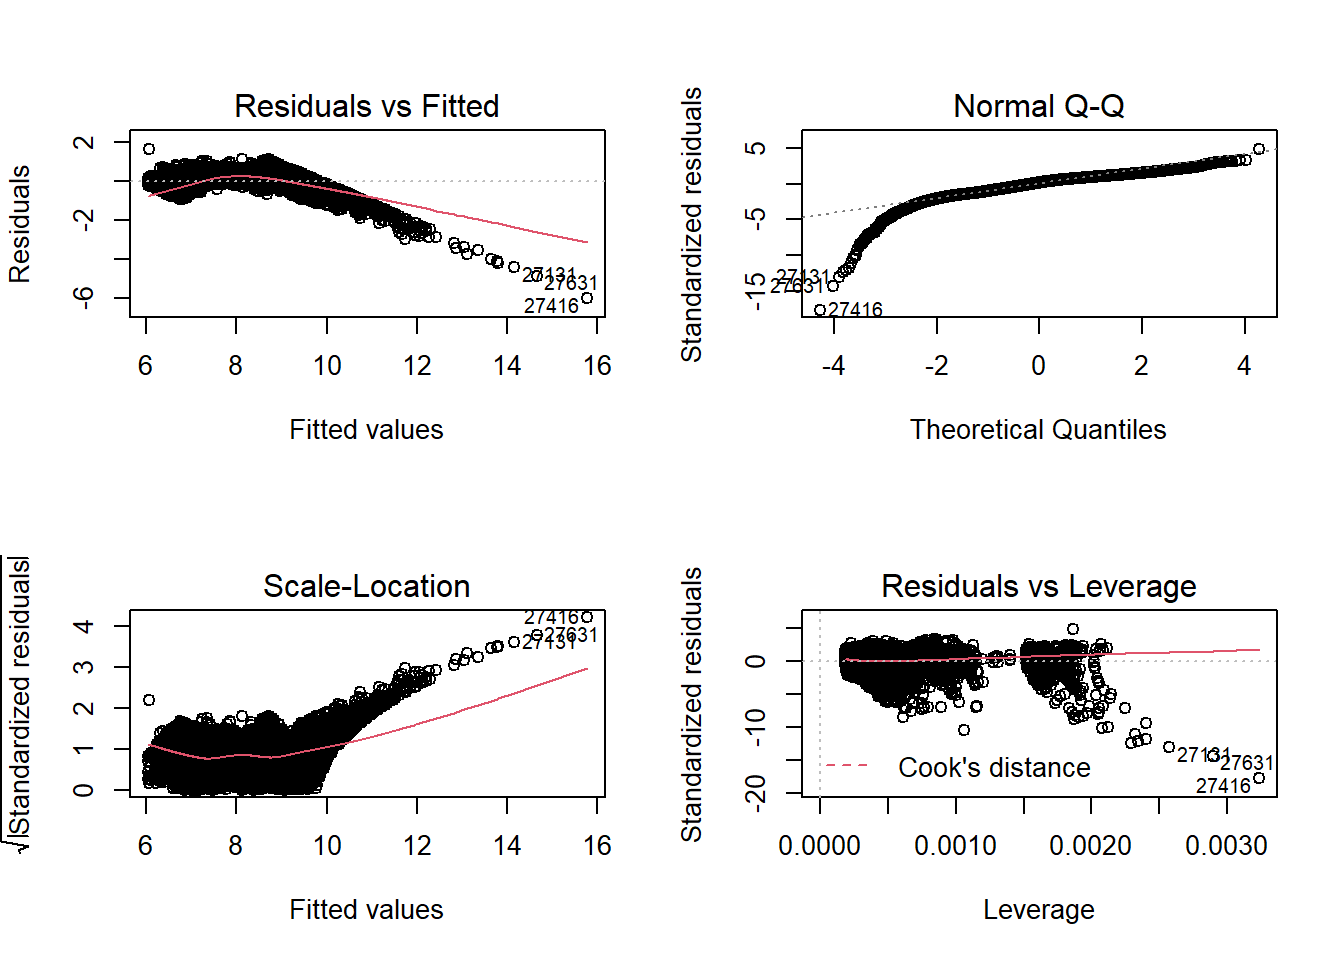 Residuals vs Fitted
Residuals
2
-2
-6
27131
27631
27416
6 8 10 12 14 16
Fitted values
Normal Q-Q
Standardized residuals
5
-5
-15
27131
27631
27416
-4 -2 0 2 4
Theoretical Quantiles
Scale-Location
√|Standardized residuals|
4
3
2
1
0
27416
27631
27131
6 8 10 12 14 16
Fitted values
Residuals vs Leverage
Standardized residuals
0
-10
-20
27131
27631
27416
Cook's distance
0.0000 0.0010 0.0020 0.0030
Leverage